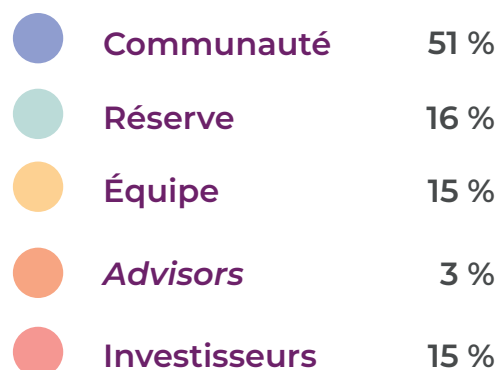 Communauté 51 %
Réserve 16 %
Équipe 15 %
Advisors 3 %
Investisseurs 15 %